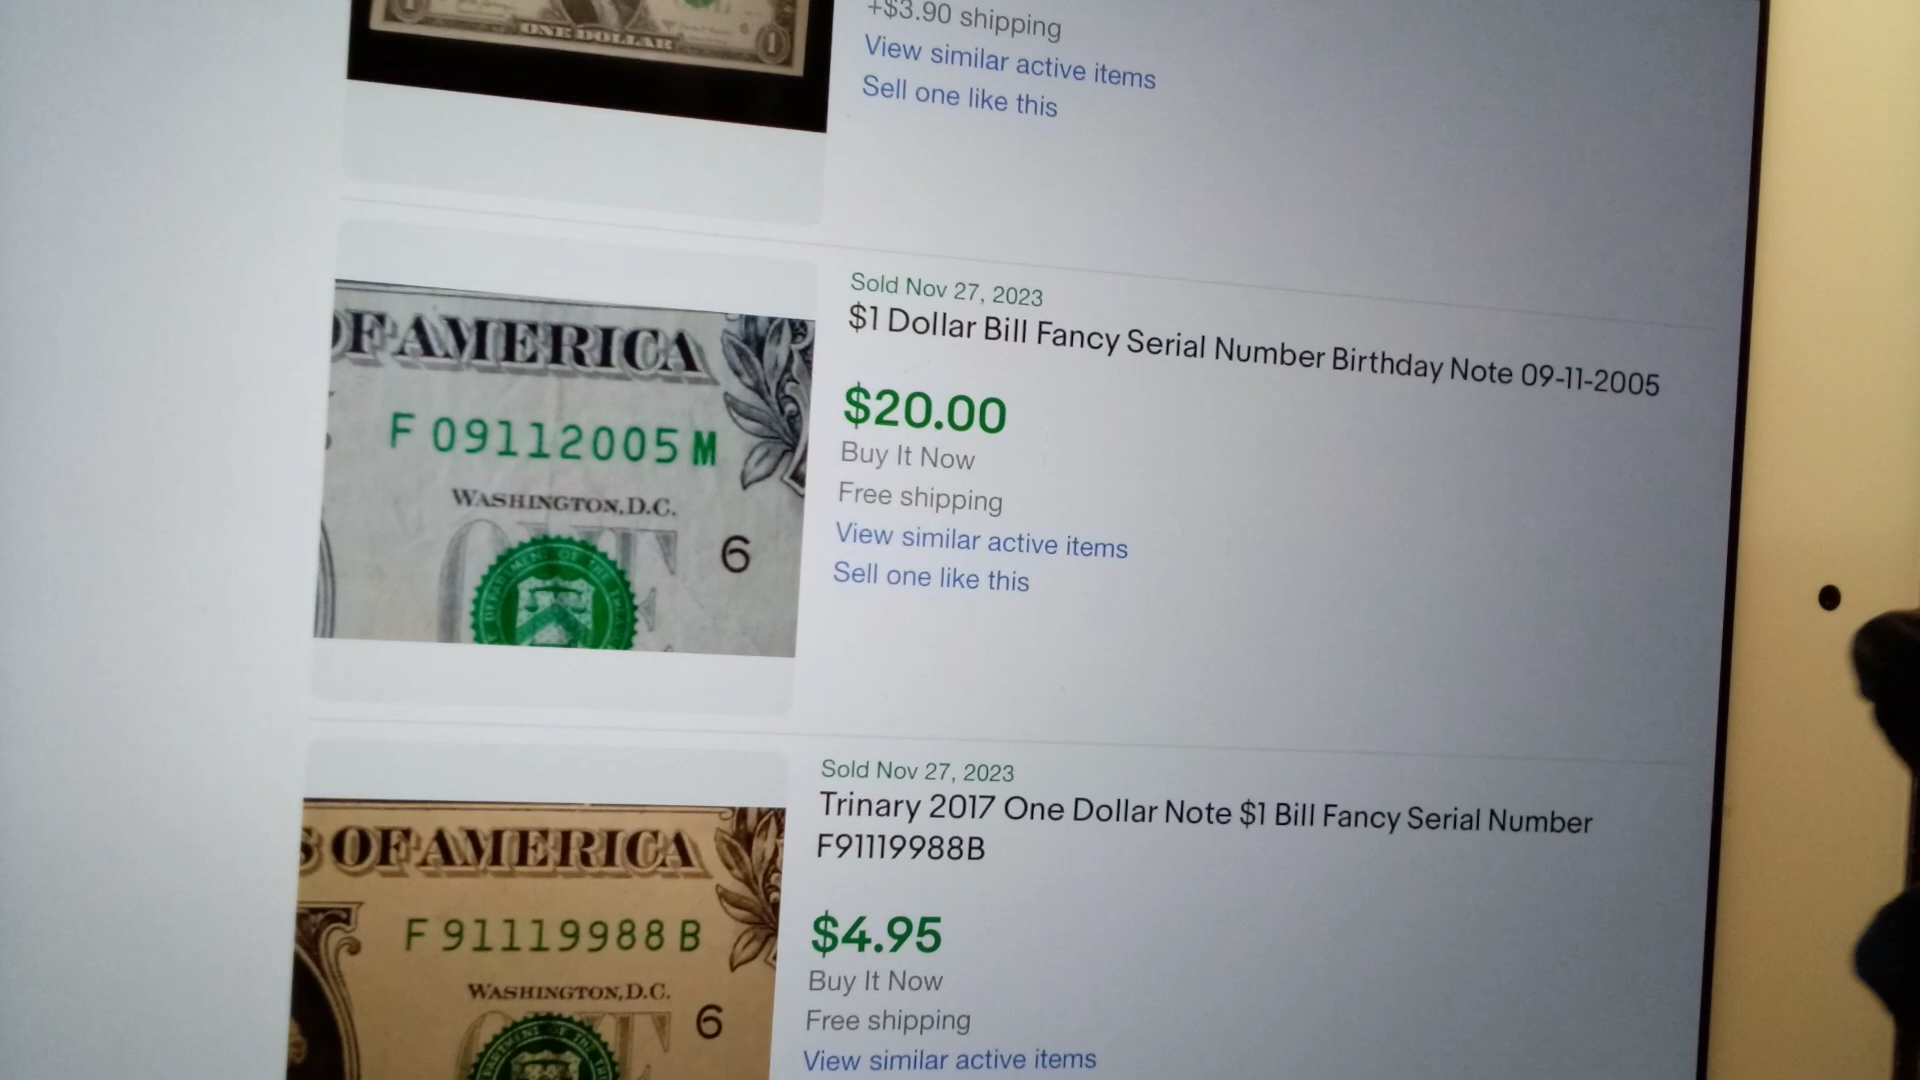 ONE DOLLAR
1
1
+$3.90 shipping
View similar active items
Sell one like this
OF AMERICA
F 09112005 M
WASHINGTON, D.C.
6
Sold Nov 27, 2023
$1 Dollar Bill Fancy Serial Number Birthday Note 09-11-2005
$20.00
Buy It Now
Free shipping
View similar active items
Sell one like this
S OF AMERICA
F 91119988 B
WASHINGTON, D.C.
6
Sold Nov 27, 2023
Trinary 2017 One Dollar Note $1 Bill Fancy Serial Number
F91119988B
$4.95
Buy It Now
Free shipping
View similar active items